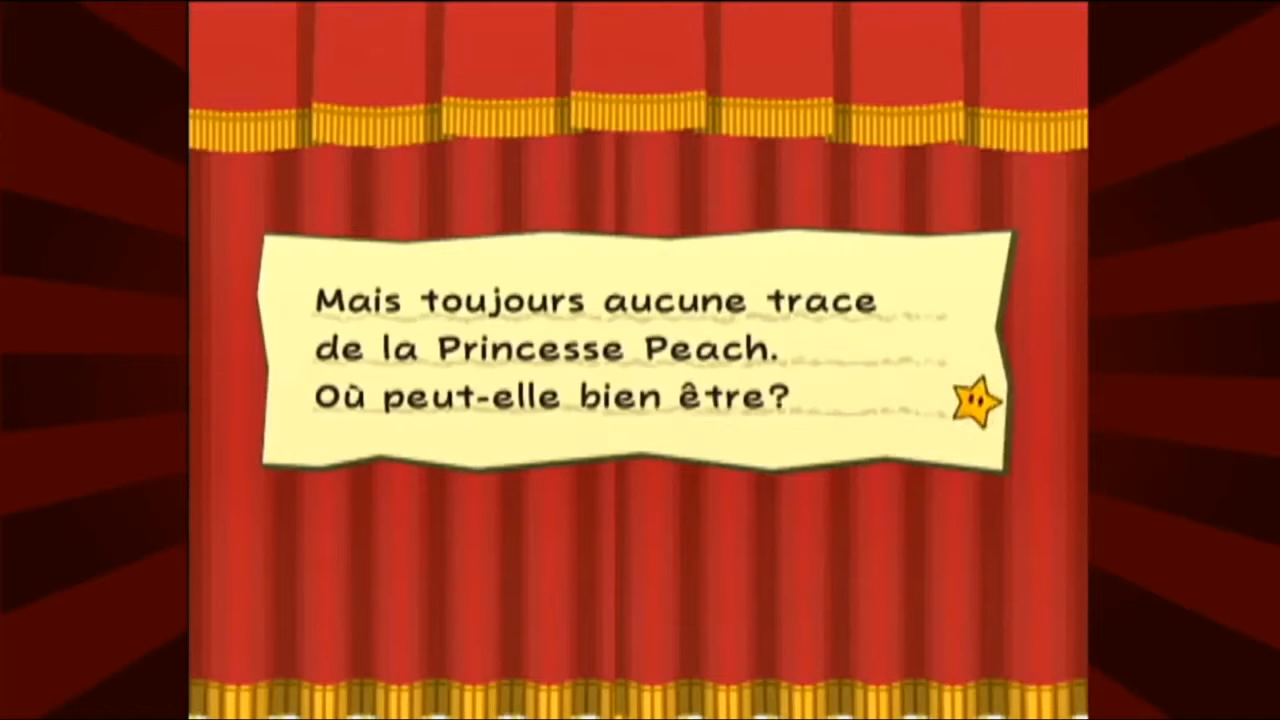 Mais toujours aucune trace
de la Princesse Peach.
Où peut-elle bien être?